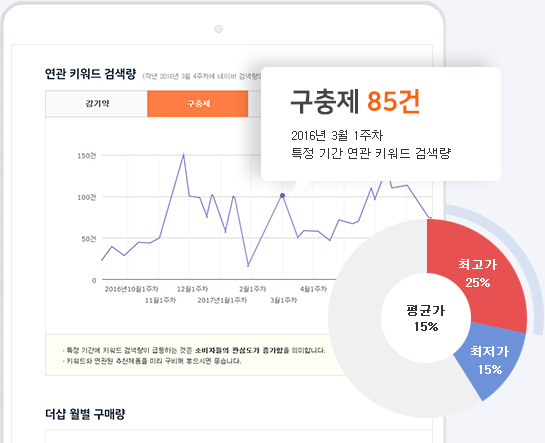 연관 키워드 검색량 (작년 2016년 3월 4주차에 네이버 검색량
감기약
구충제
구충제 85건
2016년 3월 1주차
특정 기간 연관 키워드 검색량
150건
100건
50건
0
2016년10월1주차
12월1주차
2월1주차
4월1주차
11월1주차
2017년1월1주차
3월1주차
최고가
25%
평균가
15%
최저가
15%
· 특정 기간에 키워드 검색량이 급등하는 것은 소비자들의 관심도가 증가함을 의미합니다.
· 키워드와 연관된 추천제품을 미리 구비해 놓으시면 좋습니다.
더샵 월별 구매량